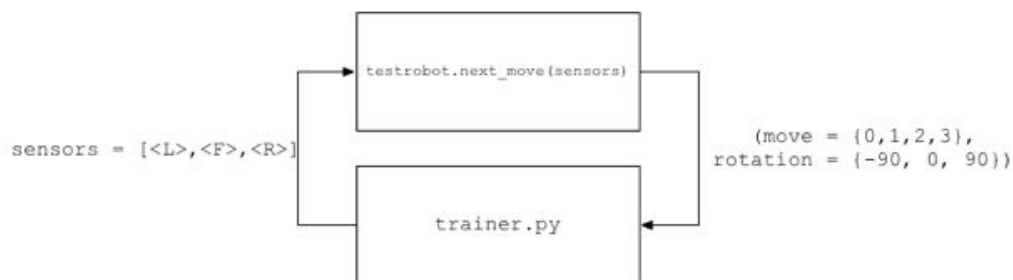 testrobot.next_move(sensors)
sensors = [<L>,<F>,<R>]
(move = {0,1,2,3},
rotation = {-90, 0, 90})
trainer.py